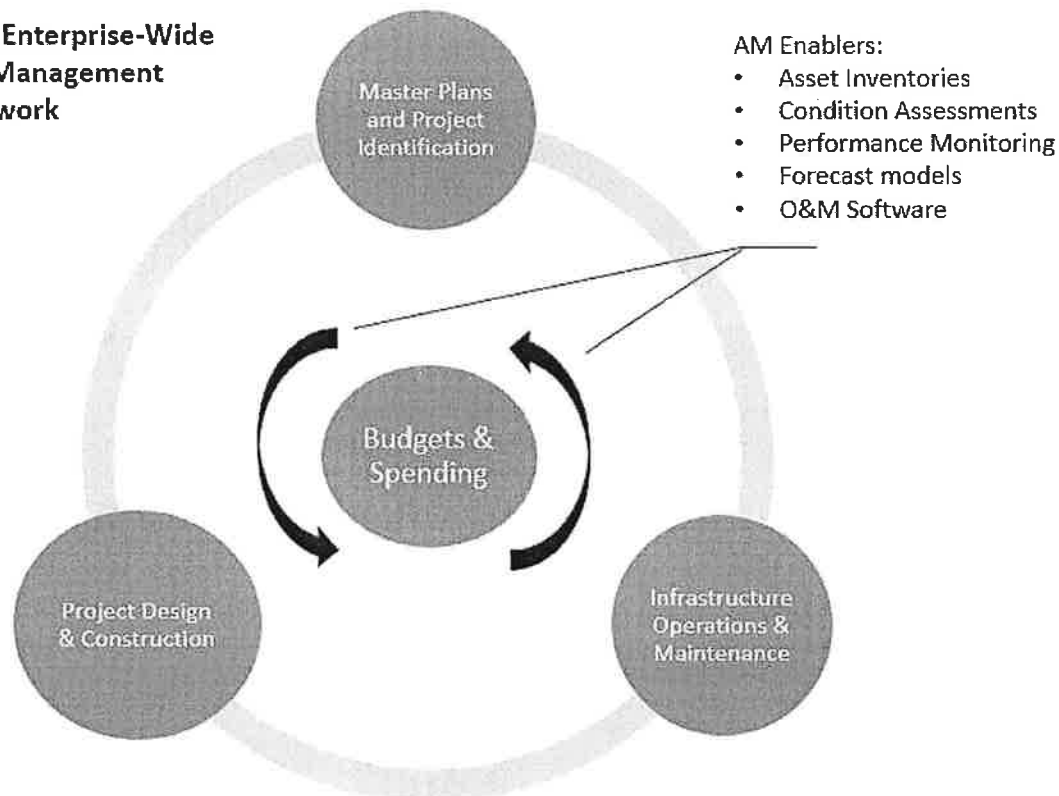 Enterprise-Wide
Management
work
Master Plans
and Project
Identification
AM Enablers:
• Asset Inventories
• Condition Assessments
• Performance Monitoring
• Forecast models
• O&M Software
Budgets &
Spending
Project Design
& Construction
Infrastructure
Operations &
Maintenance